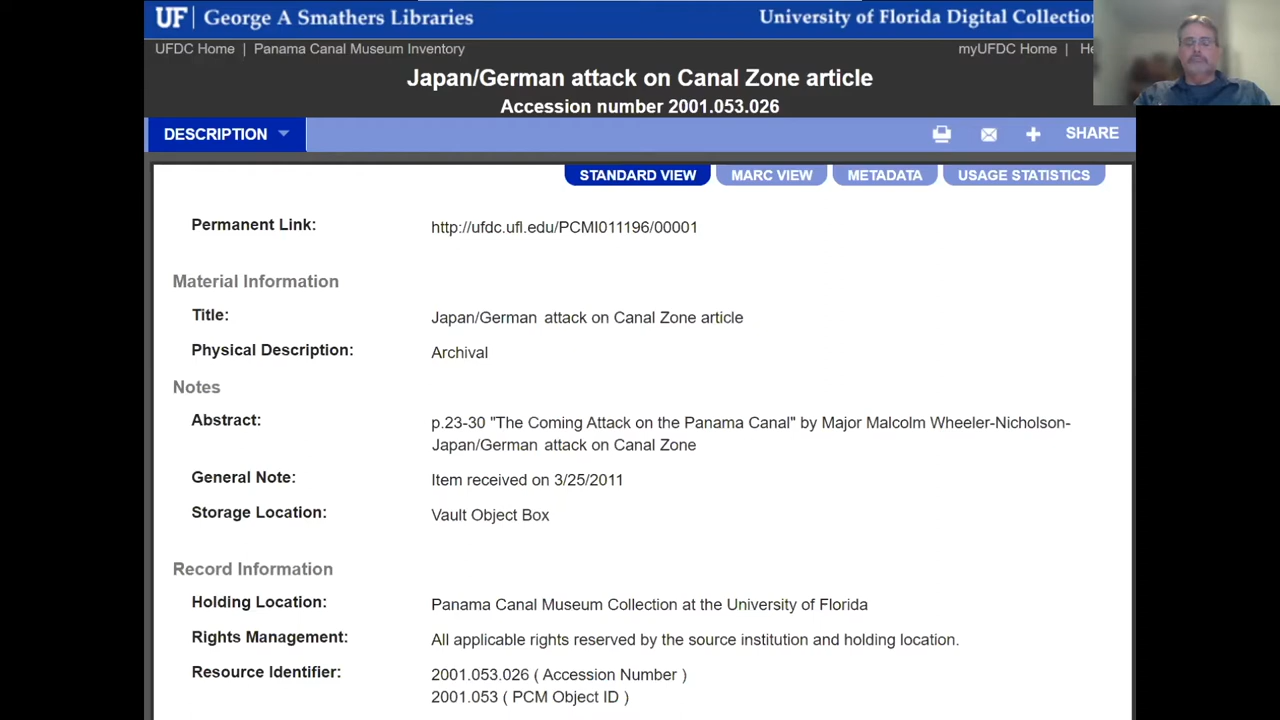 UF George A Smathers Libraries
University of Florida Digital Collectio
UFDC Home | Panama Canal Museum Inventory
myUFDC Home | He
Japan/German attack on Canal Zone article
Accession number 2001.053.026
DESCRIPTION
SHARE
STANDARD VIEW MARC VIEW METADATA USAGE STATISTICS
Permanent Link: http://ufdc.ufl.edu/PCMI011196/00001
Material Information
Title: Japan/German attack on Canal Zone article
Physical Description: Archival
Notes
Abstract: p.23-30 "The Coming Attack on the Panama Canal" by Major Malcolm Wheeler-Nicholson-
Japan/German attack on Canal Zone
General Note: Item received on 3/25/2011
Storage Location: Vault Object Box
Record Information
Holding Location: Panama Canal Museum Collection at the University of Florida
Rights Management: All applicable rights reserved by the source institution and holding location.
Resource Identifier: 2001.053.026 ( Accession Number )
2001.053 ( PCM Object ID )